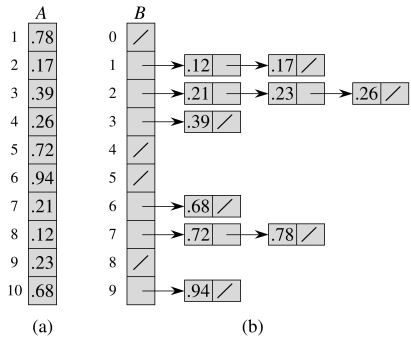 A B
1 .78 0 /
2 .17 1 .12 .17 /
3 .39 2 .21 .23 .26 /
4 .26 3 .39 /
5 .72 4 /
6 .94 5 /
7 .21 6 .68 /
8 .12 7 .72 .78 /
9 .23 8 /
10 .68 9 .94 /
(a) (b)